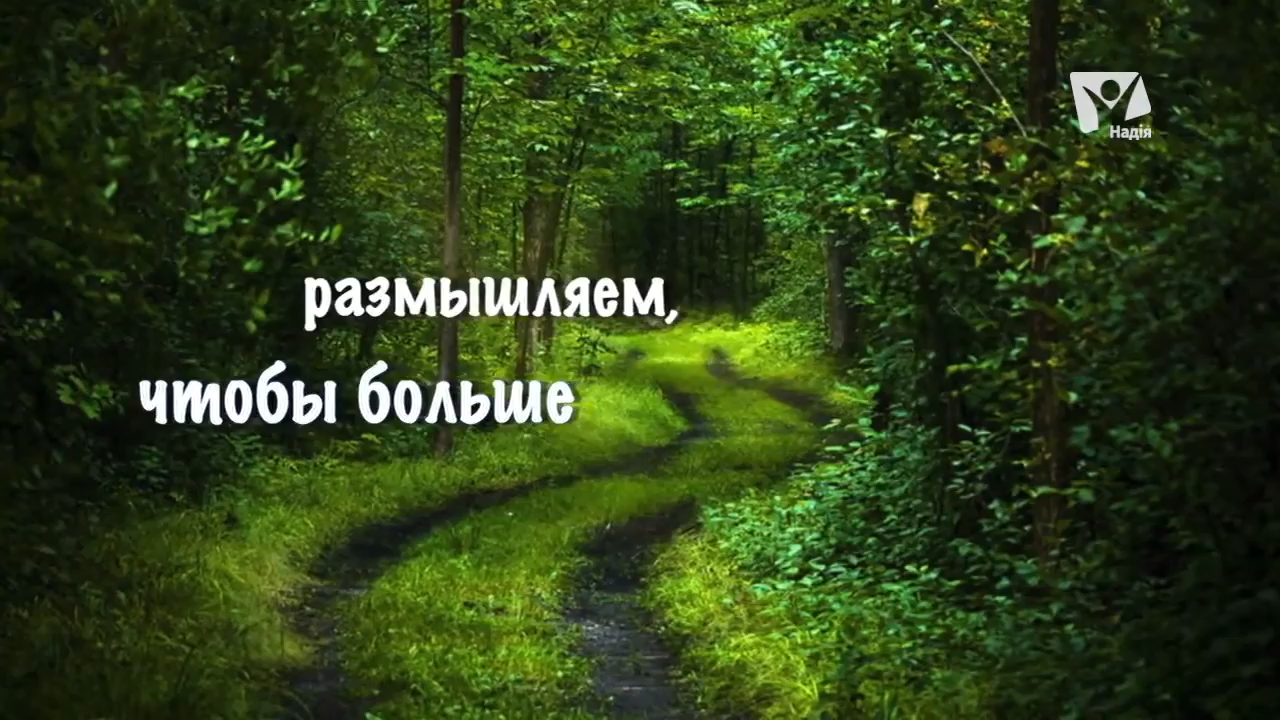 Надія
размышляем,
чтобы больше